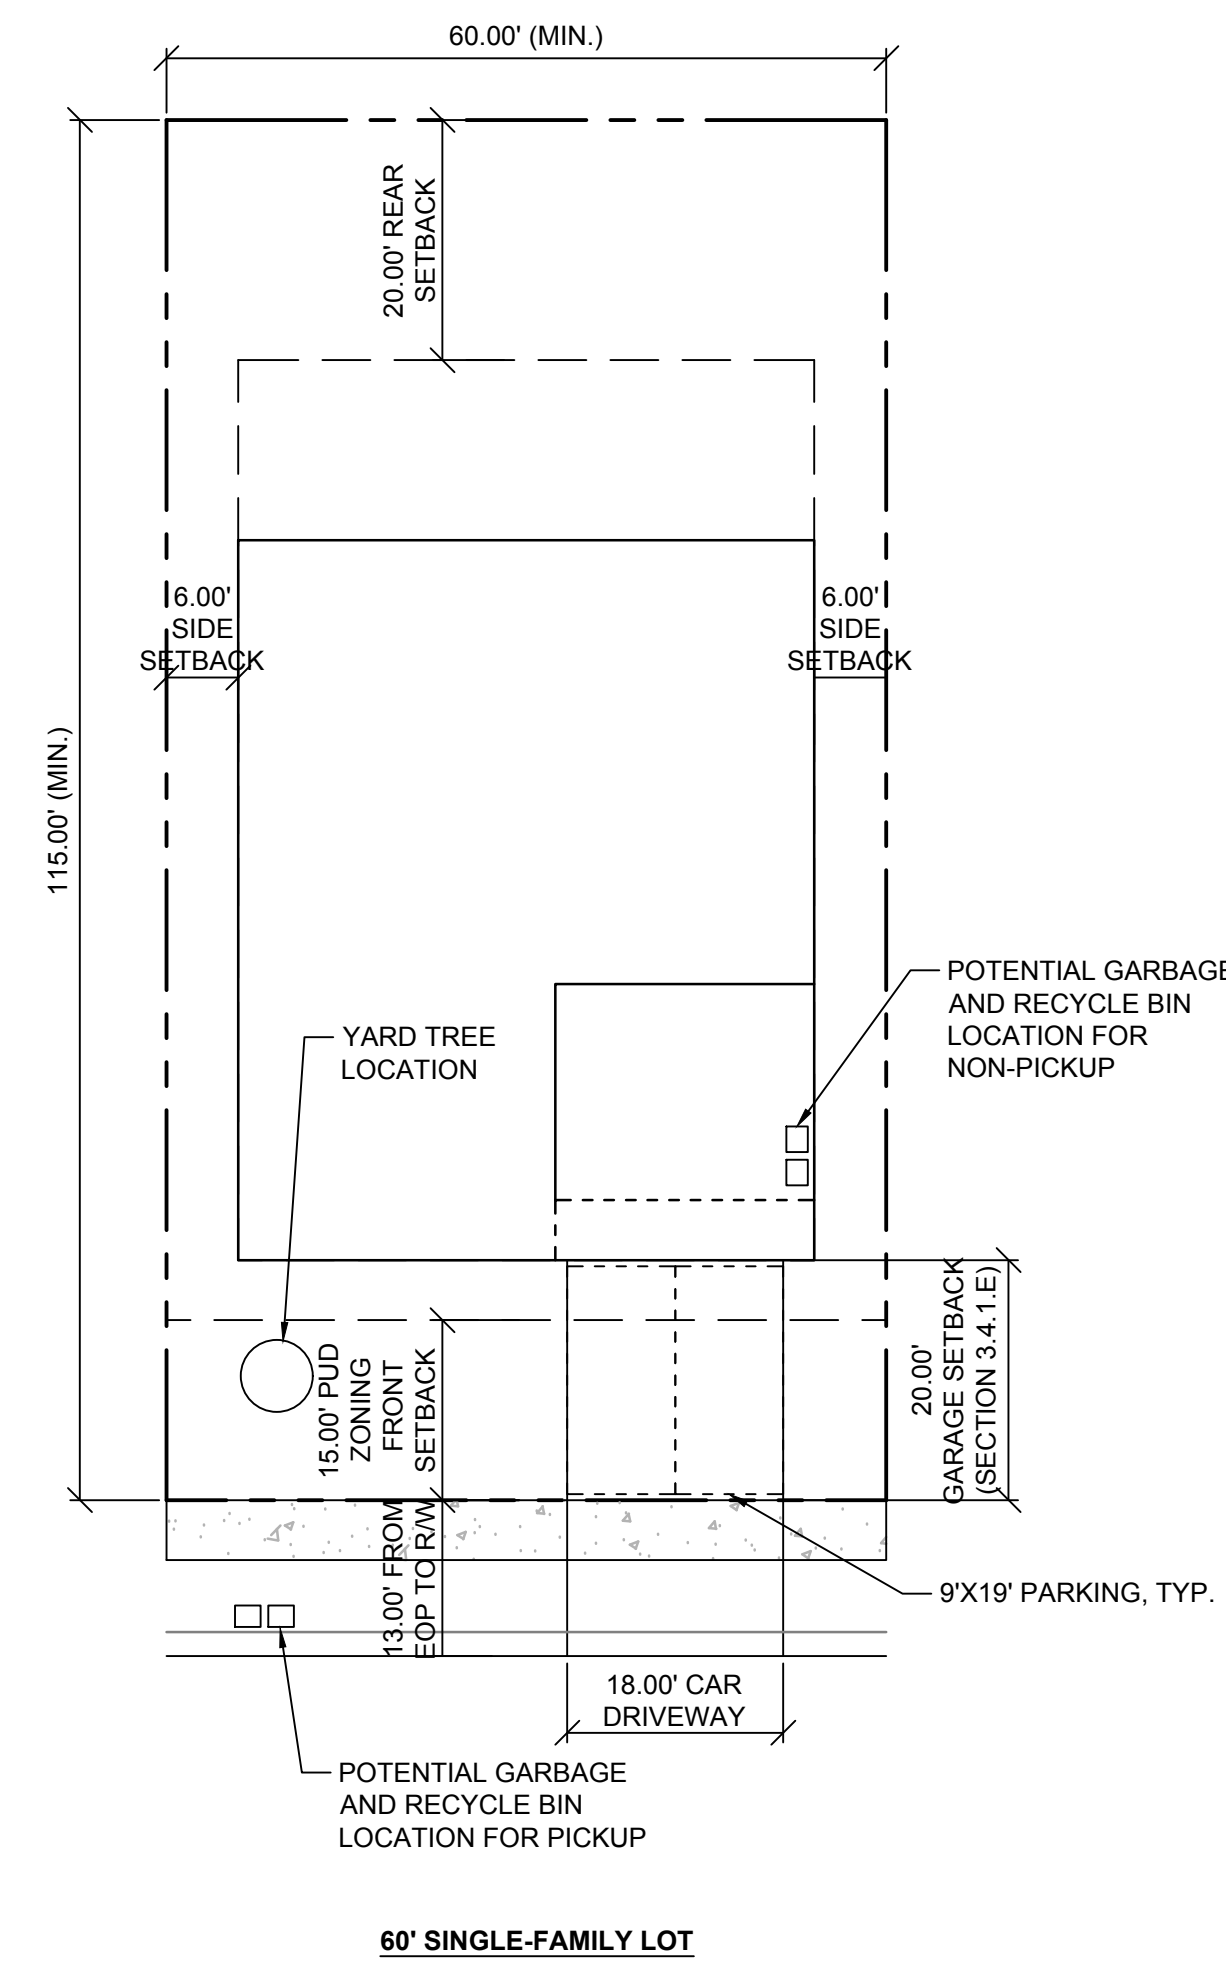 60.00' (MIN.)
20.00' REAR
SETBACK
6.00'
SIDE
SETBACK
6.00'
SIDE
SETBACK
115.00' (MIN.)
POTENTIAL GARBAGE
AND RECYCLE BIN
LOCATION FOR
NON-PICKUP
YARD TREE
LOCATION
15.00' PUD
ZONING
FRONT
SETBACK
20.00'
GARAGE SETBACK
(SECTION 3.4.1.E)
13.00' FROM
EOP TO R/W
9'X19' PARKING, TYP.
18.00' CAR
DRIVEWAY
POTENTIAL GARBAGE
AND RECYCLE BIN
LOCATION FOR PICKUP
60' SINGLE-FAMILY LOT